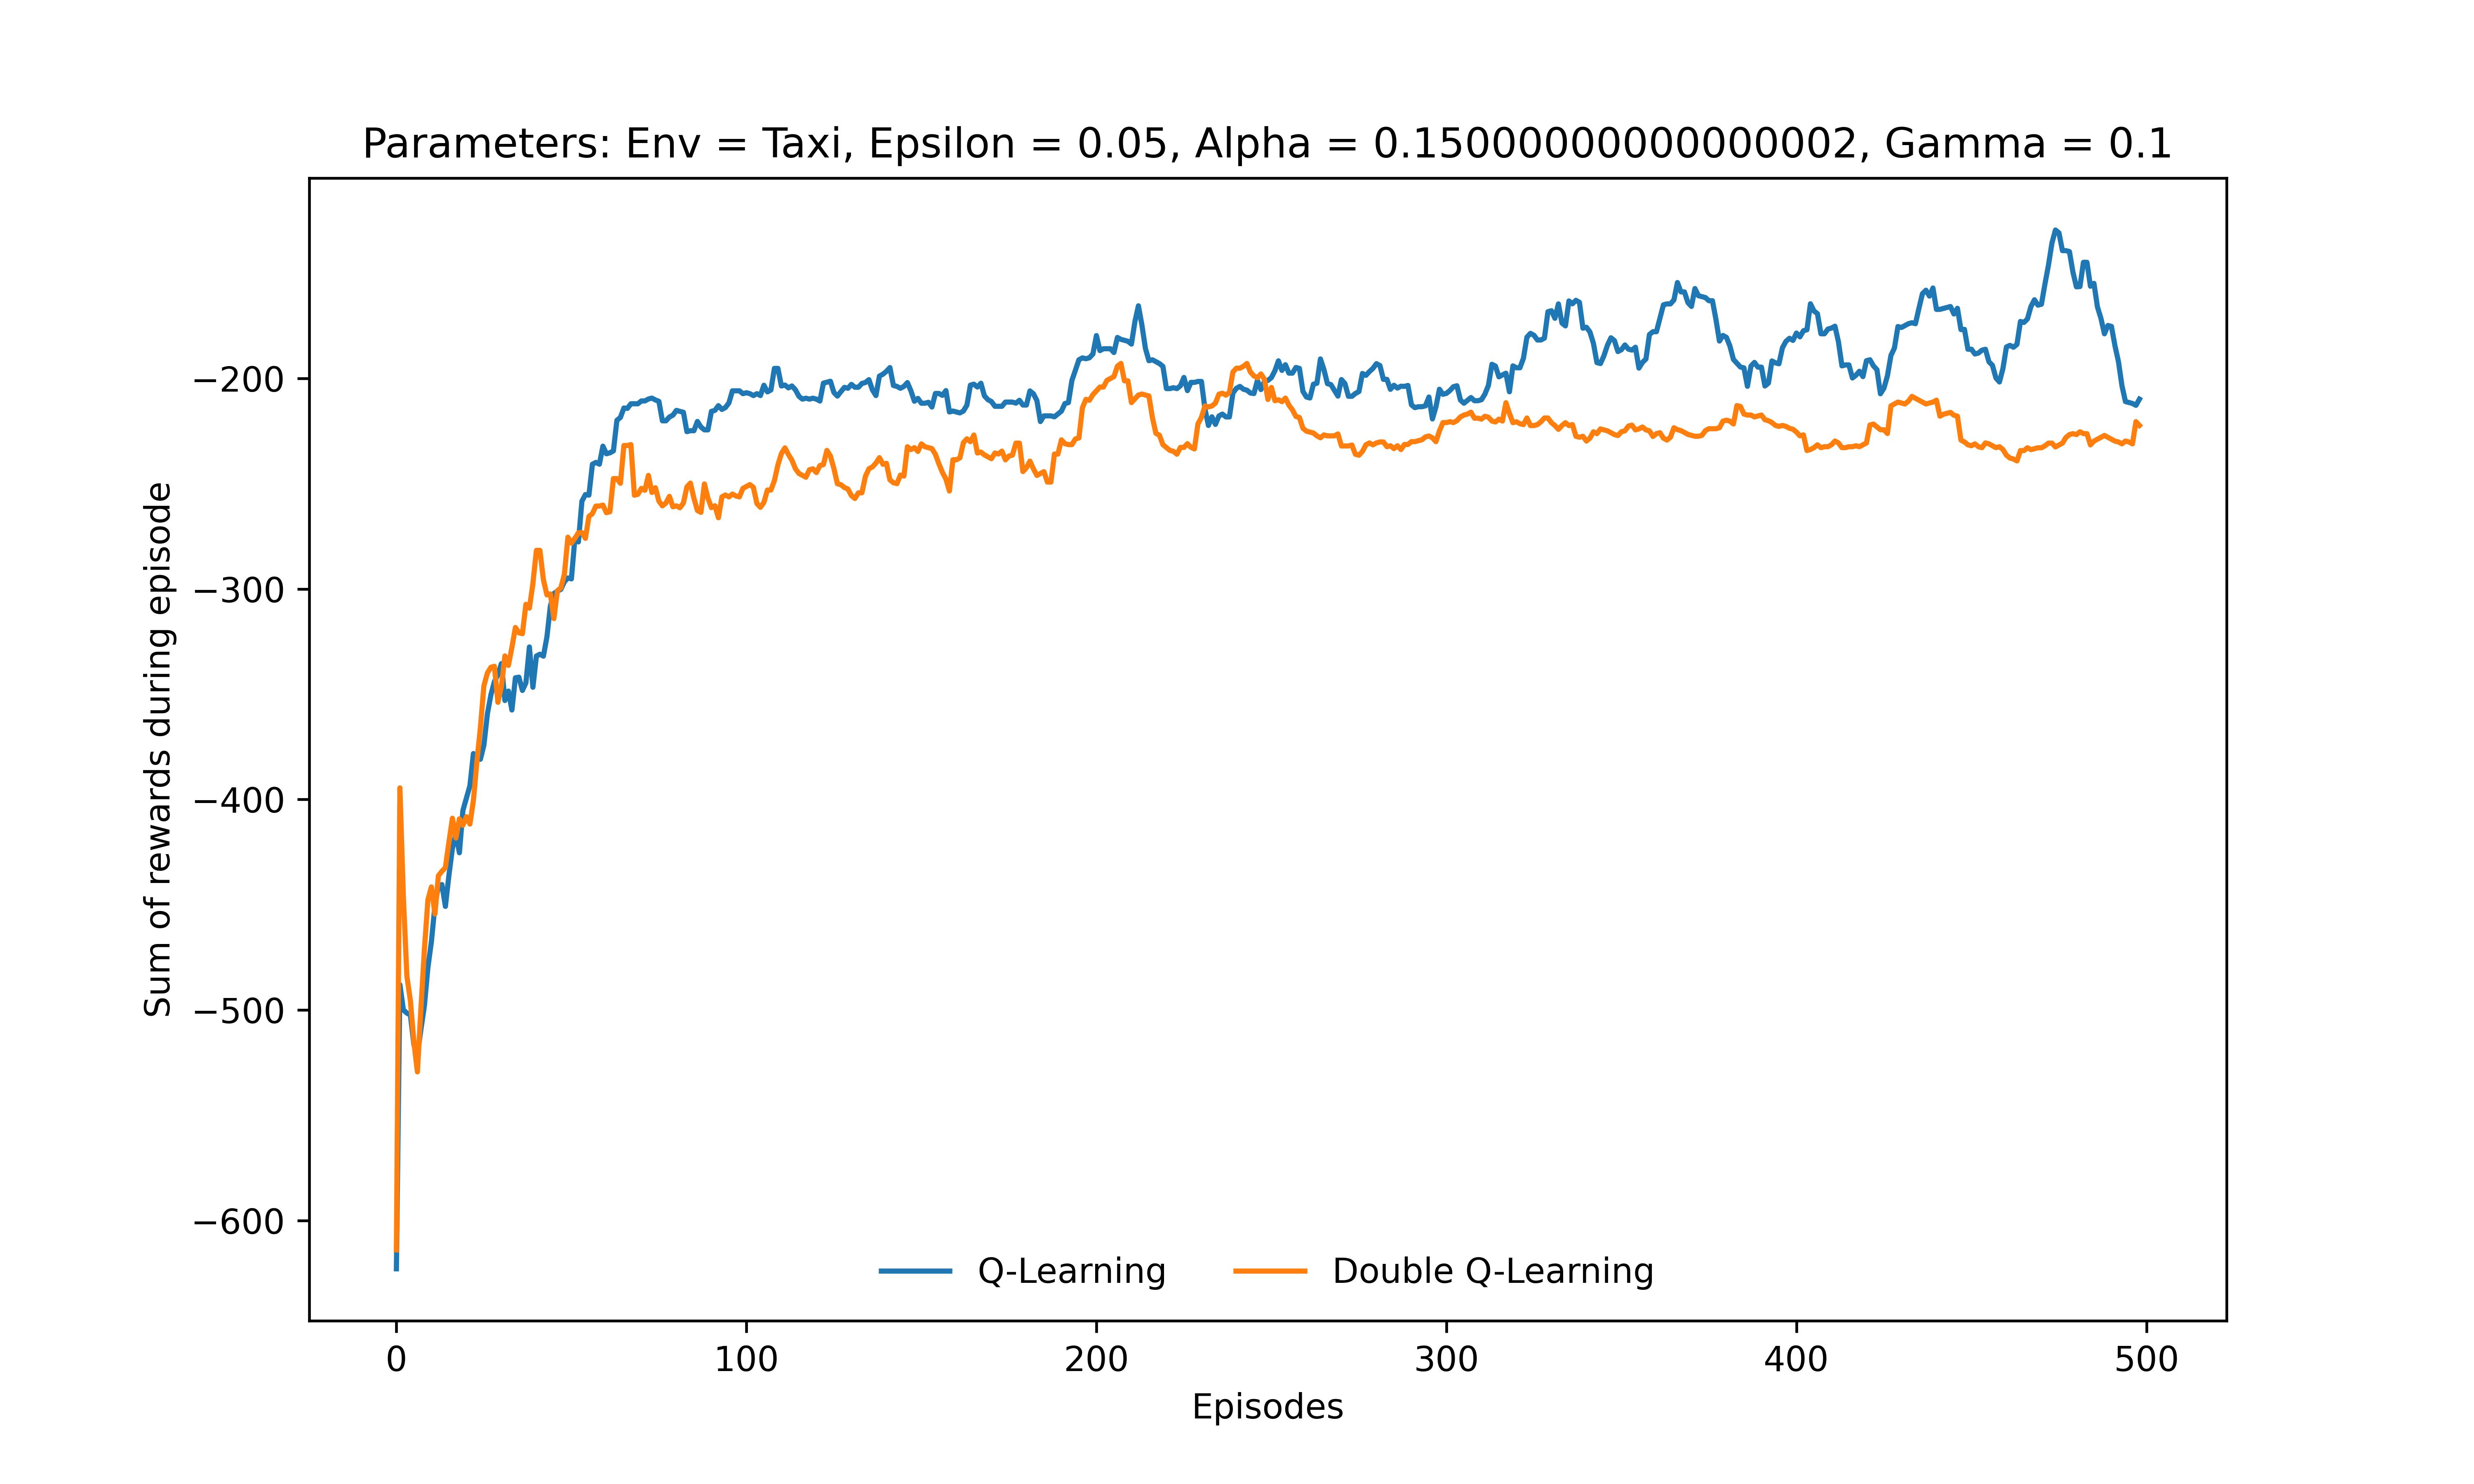 Parameters: Env = Taxi, Epsilon = 0.05, Alpha = 0.15000000000000002, Gamma = 0.1
Sum of rewards during episode
−200
−300
−400
−500
−600
Q-Learning
Double Q-Learning
0
100
200
300
400
500
Episodes